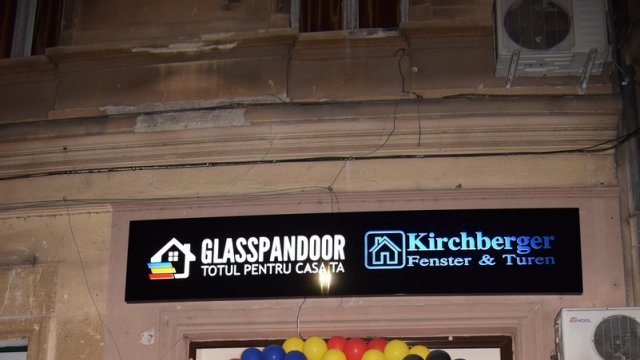 GLASSPANDOOR
TOTUL PENTRU CASA TA
Kirchberger
Fenster & Turen